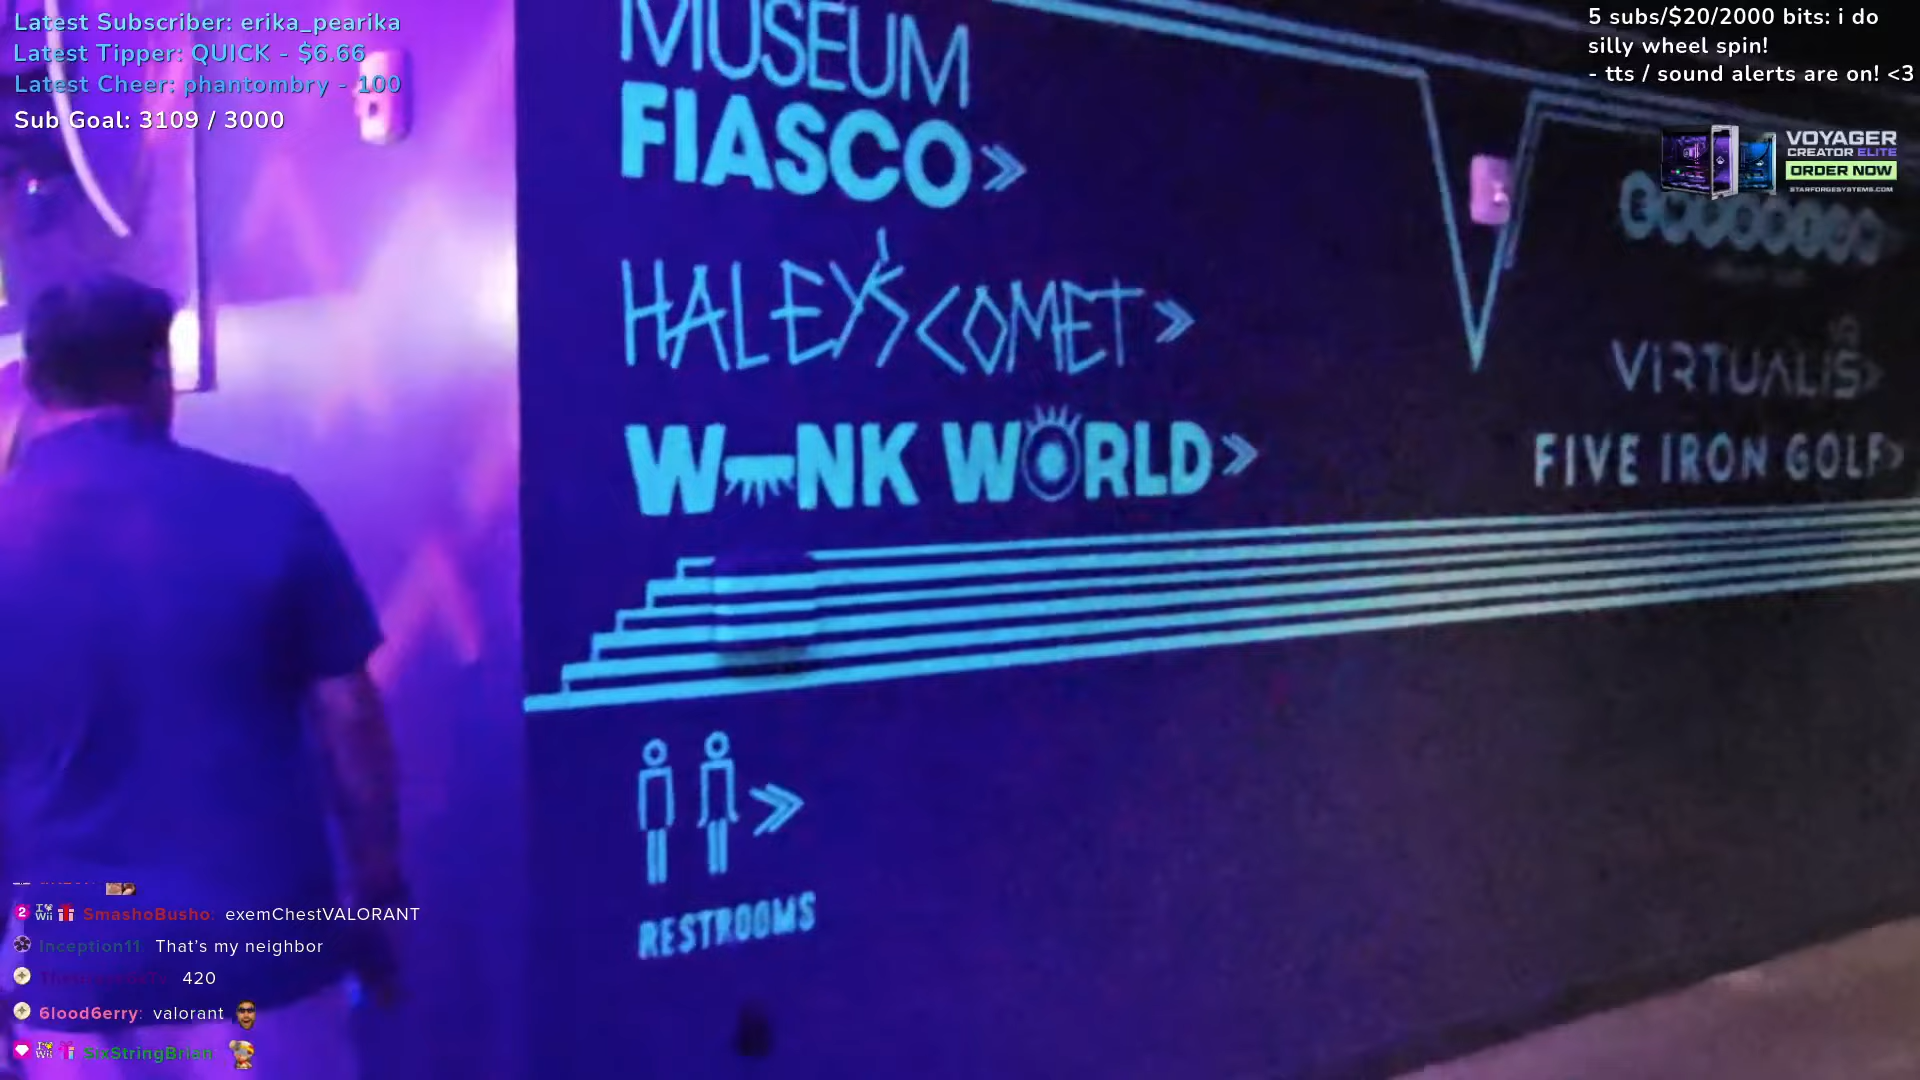 Latest Subscriber: erika_pearika
Latest Tipper: QUICK - $6.66
Latest Cheer: phantombry - 100
Sub Goal: 3109 / 3000
5 subs/$20/2000 bits: i do
silly wheel spin!
- tts / sound alerts are on! <3
VOYAGER
CREATOR ELITE
ORDER NOW
STARFORGESYSTEMS.COM
MUSEUM
FIASCO
HALEY'S COMET
W NK WORLD
VIRTUALIS
FIVE IRON GOLF
RESTROOMS
SmashoBusho: exemChestVALORANT
Inception11: That's my neighbor
420
6lood6erry: valorant
SixStringBrian: